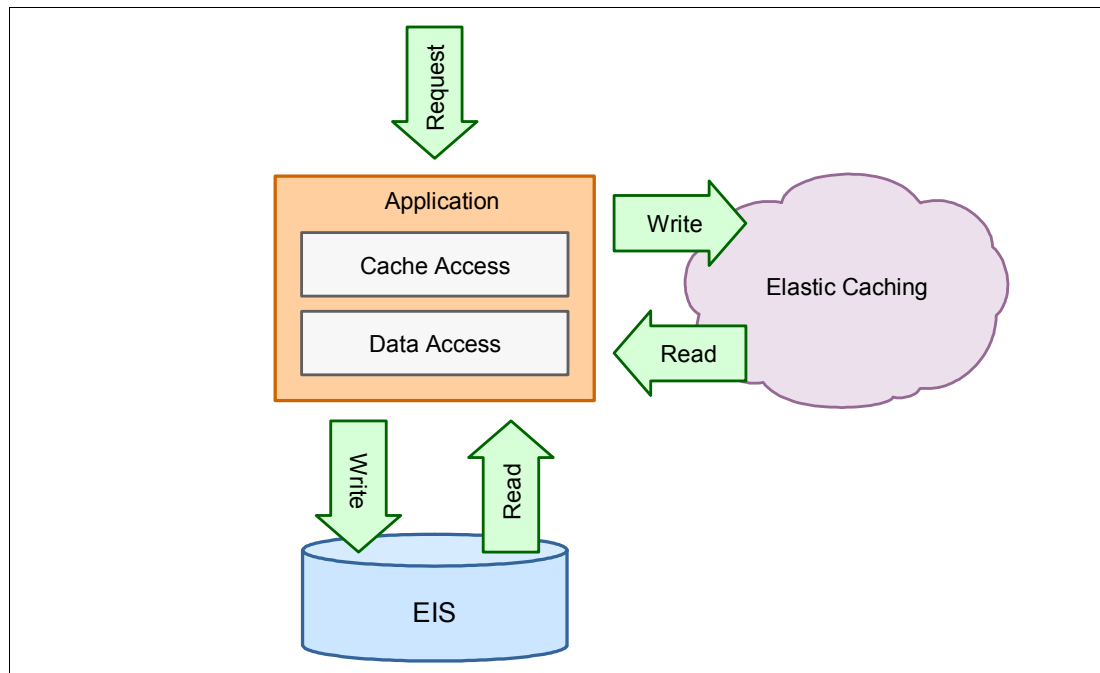 Request
Application
Cache Access
Data Access
Write
Read
Elastic Caching
Write
Read
EIS